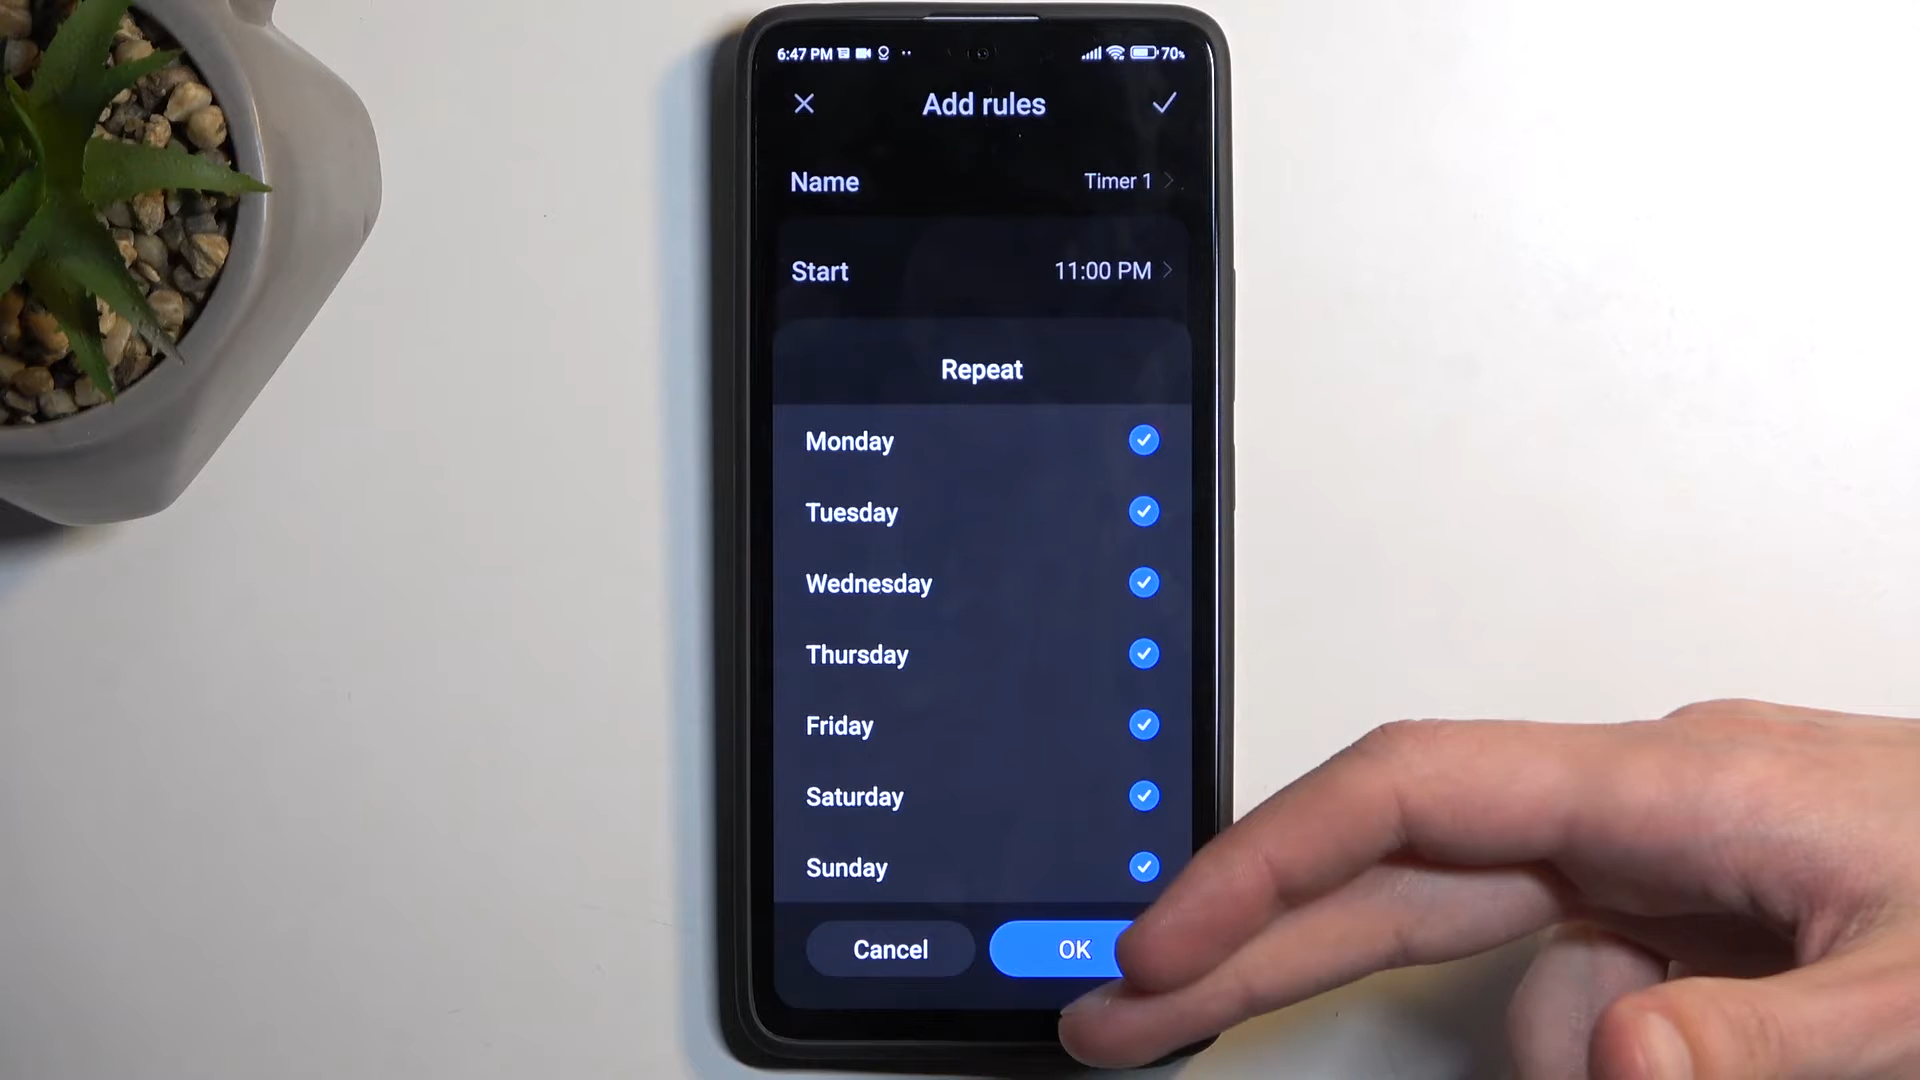 6:47 PM 70%
Add rules
Name Timer 1
Start 11:00 PM
Repeat
Monday
Tuesday
Wednesday
Thursday
Friday
Saturday
Sunday
Cancel OK